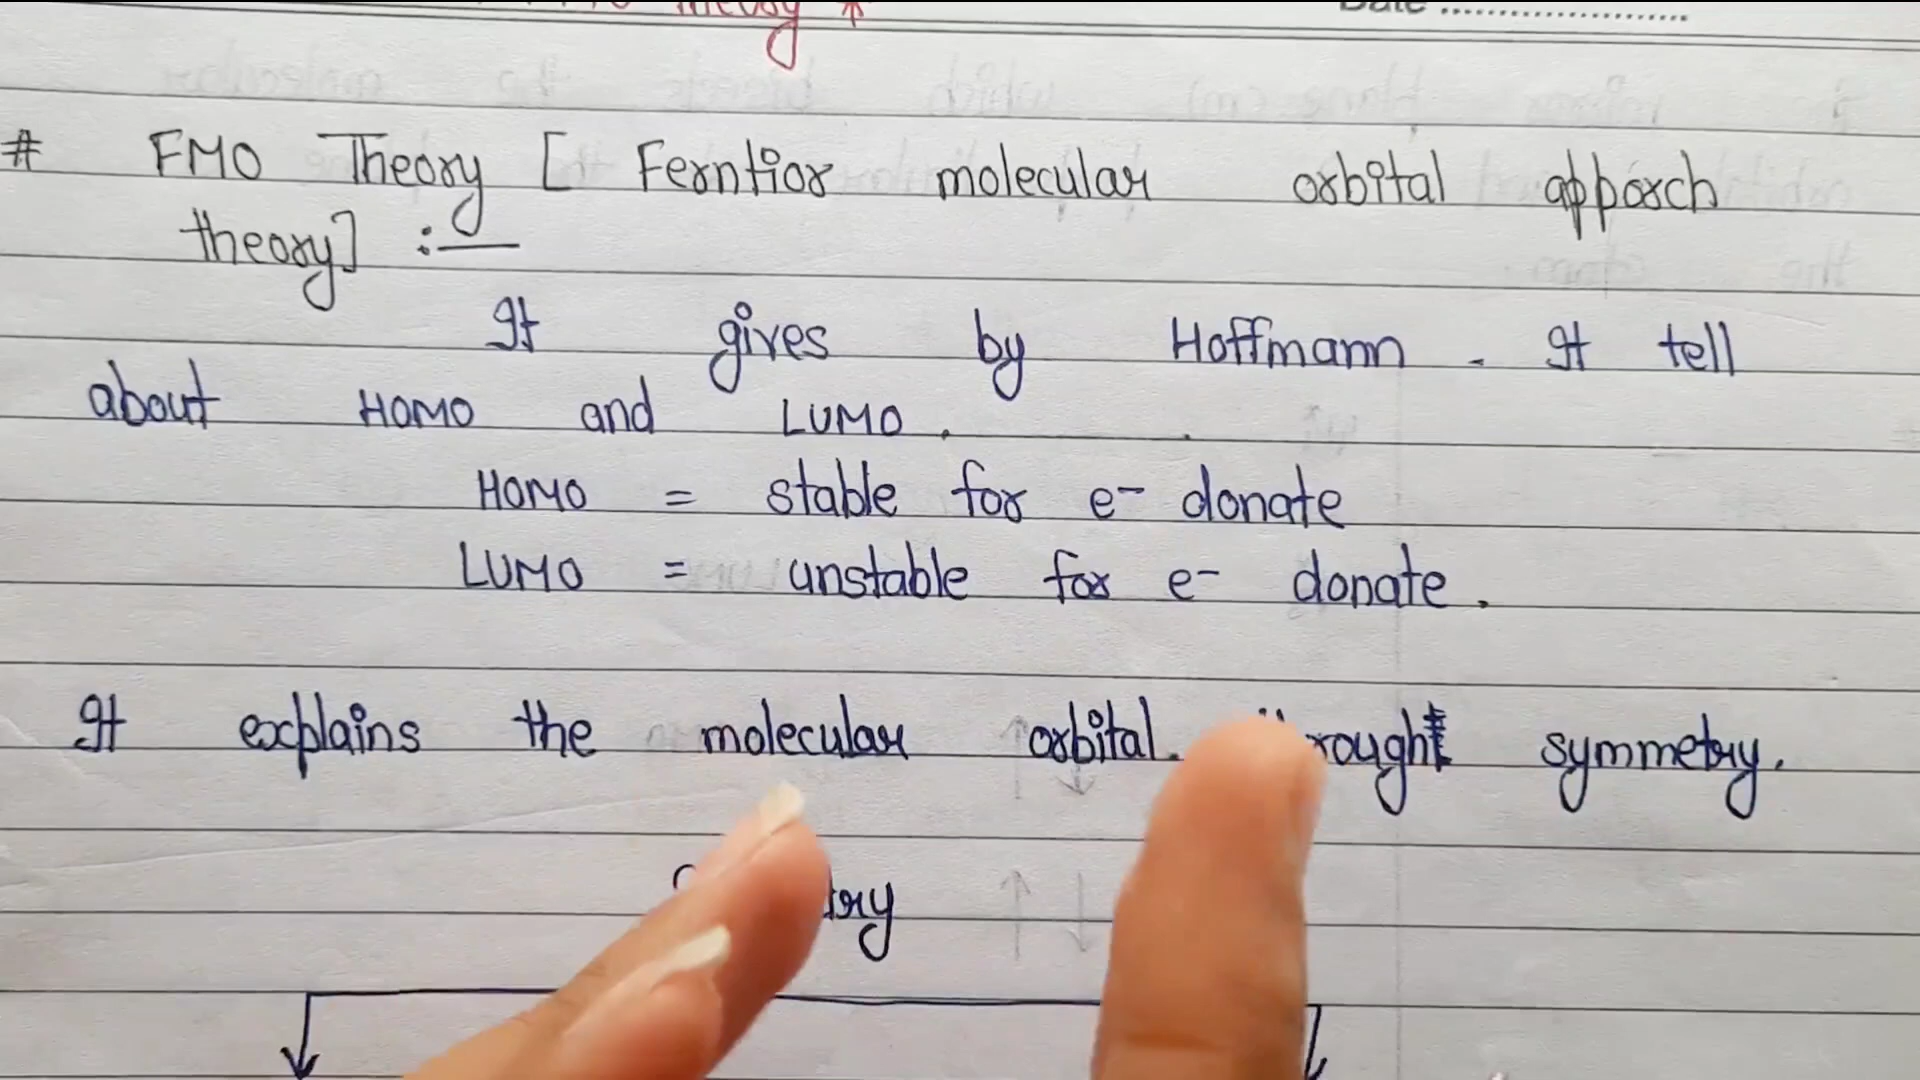 Date ........................
# FMO Theory [ Ferntior molecular orbital apporch
theory] :—
It gives by Hoffmann. It tell
about HOMO and LUMO.
HOMO = stable for e- donate
LUMO = unstable for e- donate.
It explains the molecular orbital symmetry.